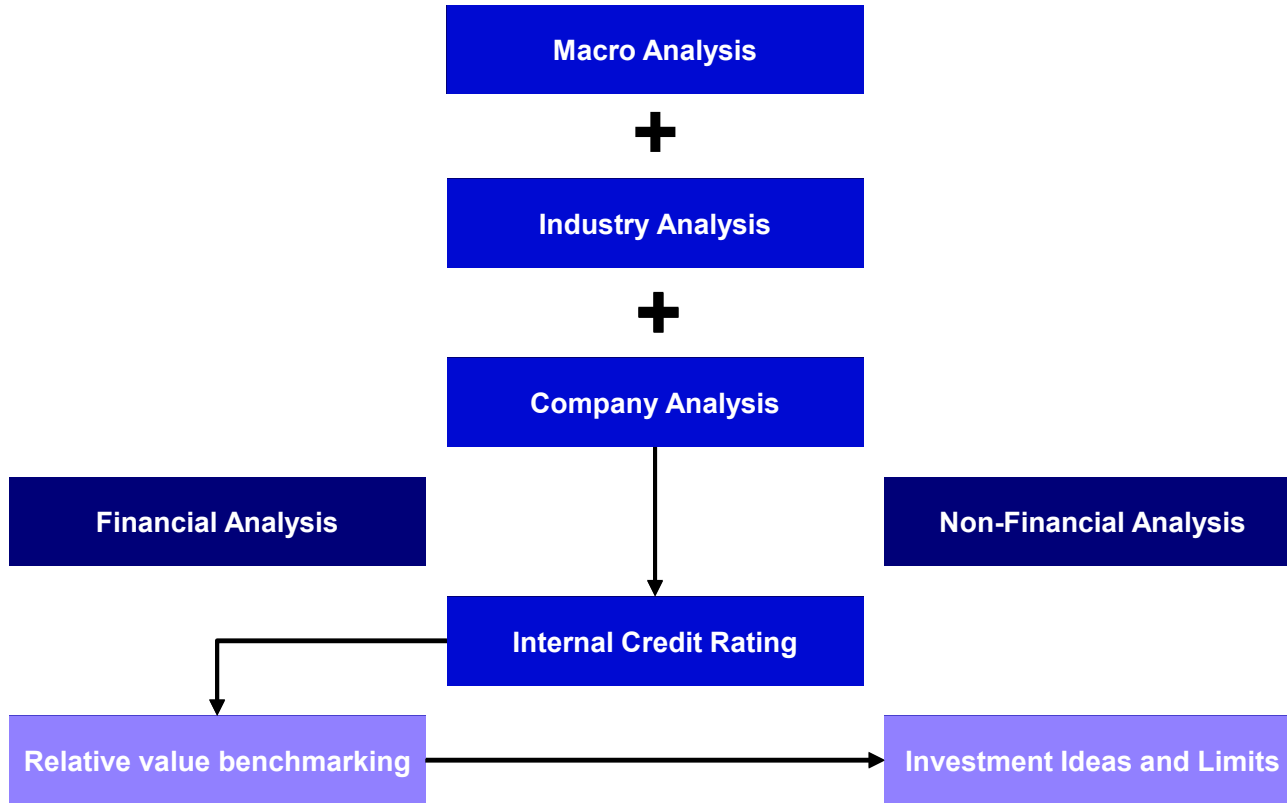 Macro Analysis
+
Industry Analysis
+
Company Analysis
Financial Analysis
Non-Financial Analysis
Internal Credit Rating
Relative value benchmarking
Investment Ideas and Limits